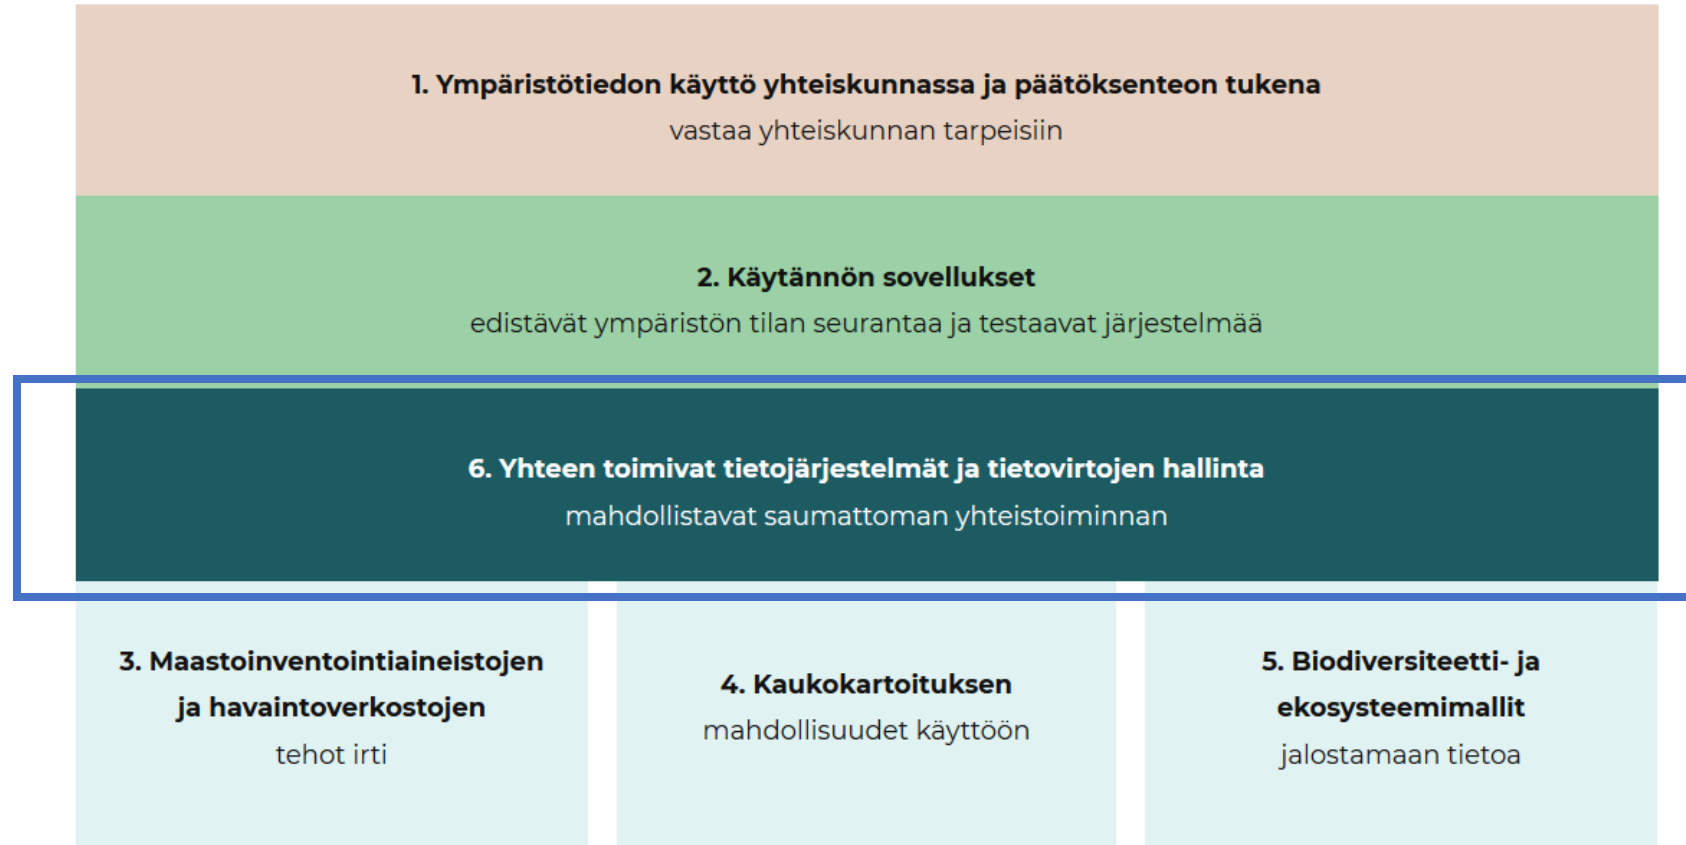 1. Ympäristötiedon käyttö yhteiskunnassa ja päätöksenteon tukena
vastaa yhteiskunnan tarpeisiin
2. Käytännön sovellukset
edistävät ympäristön tilan seurantaa ja testaavat järjestelmää
6. Yhteen toimivat tietojärjestelmät ja tietovirtojen hallinta
mahdollistavat saumattoman yhteistoiminnan
3. Maastoinventointiaineistojen
ja havaintoverkostojen
tehot irti
4. Kaukokartoituksen
mahdollisuudet käyttöön
5. Biodiversiteetti- ja
ekosysteemimallit
jalostamaan tietoa